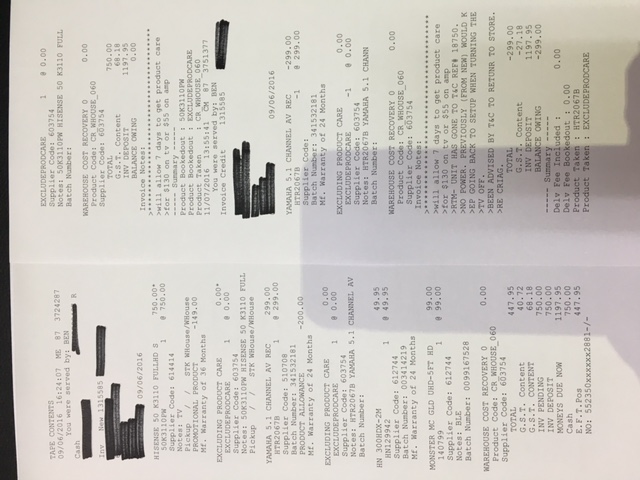 TAPE CONTENTS
09/06/2016 16:24:07 ME 87 3724287
You were served by: BEN
Cash R
Inv New 1315585
09/06/2016
HISENSE 50 K3110 FULLHD S 750.00*
50K3110PW 1 @ 750.00
Supplier Code: 614414
Notes: TV
Pickup / / STK WHouse/WHouse
PROMOTIONAL PRODUCT -149.00
Mf. Warranty of 36 Months
EXCLUDING PRODUCT CARE 0.00*
EXCLUDEPRODCARE 1 @ 0.00
Supplier Code: 603754
Notes: 50K3110PW HISENSE 50 K3110 FULL
Pickup / / STK WHouse/WHouse
YAMAHA 5.1 CHANNEL AV REC 299.00
HTR2067B 1 @ 299.00
Supplier Code: 510708
Batch Number: 341532181
PRODUCT ALLOWANCE -200.00
Mf. Warranty of 24 Months
EXCLUDING PRODUCT CARE 0.00
EXCLUDEPRODCARE 1 @ 0.00
Supplier Code: 603754
Notes: HTR2067B YAMAHA 5.1 CHANNEL AV
Batch Number:
HN 300HDX-2M 49.95
HN129942 1 @ 49.95
Supplier Code: 612744
Batch Number: 003414219
Mf. Warranty of 24 Months
MONSTER MC GLD UHD-5FT HD 99.00
140799 1 @ 99.00
Supplier Code: 612744
Notes: BLE
Batch Number: 0099167528
WAREHOUSE COST RECOVERY 0 0.00
Product Code: CR_WHOUSE_060
Supplier Code: 603754
TOTAL 447.95
G.S.T. Content 40.72
G.S.T. Content 68.18
INV PENDING 750.00
INV DEPOSIT 750.00
MONEYS DUE NOW 1197.95
Cash 750.00
E.F.T.Pos 447.95
NO: 552350xxxxxx2881-/-
EXCLUDEPRODCARE 1 @ 0.00
Supplier Code: 603754
Notes: 50K3110PW HISENSE 50 K3110 FULL
Batch Number:
WAREHOUSE COST RECOVERY 0 0.00
Product Code: CR_WHOUSE_060
Supplier Code: 603754
TOTAL 750.00
G.S.T. Content 68.18
INV DEPOSIT 1197.95
BALANCE OWING 0.00
Invoice Notes:
>will allow 7 days to get product care
>for $130 on tv or $55 on amp
----- Summary -----
Product Bookedout : 50K3110PW
Product Bookedout : EXCLUDEPRODCARE
Product Taken : CR_WHOUSE_060
11/07/2016 13:55:41 CM 87 3751377
You were served by: BEN
Invoice Credit 1315585
09/06/2016
YAMAHA 5.1 CHANNEL AV REC -299.00
HTR2067B -1 @ 299.00
Supplier Code:
Batch Number: 341532181
Mf. Warranty of 24 Months
EXCLUDING PRODUCT CARE 0.00
EXCLUDEPRODCARE -1 @ 0.00
Supplier Code: 603754
Notes: HTR2067B YAMAHA 5.1 CHANN
Batch Number:
WAREHOUSE COST RECOVERY 0 0.00
Product Code: CR_WHOUSE_060
Supplier Code: 603754
Invoice Notes:
>will allow 7 days to get product care
>for $130 on tv or $55 on amp
>RTM- UNIT HAS GONE TO T&C REF# 18750.
>NO POWER. PREVIOUSLY (FROM NEW) WOULD K
>EP GOING BACK TO SETUP WHEN TURNING THE
>TV OFF.
>BEEN ADVISED BY T&C TO RETUNR TO STORE.
>RE CRIAG.
TOTAL -299.00
G.S.T. Content -27.18
INV DEPOSIT 1197.95
BALANCE OWING -299.00
----- Summary -----
Delv Fee Included : 0.00
Delv Fee Bookedout : 0.00
Product Taken : HTR2067B
Product Taken : EXCLUDEPRODCARE